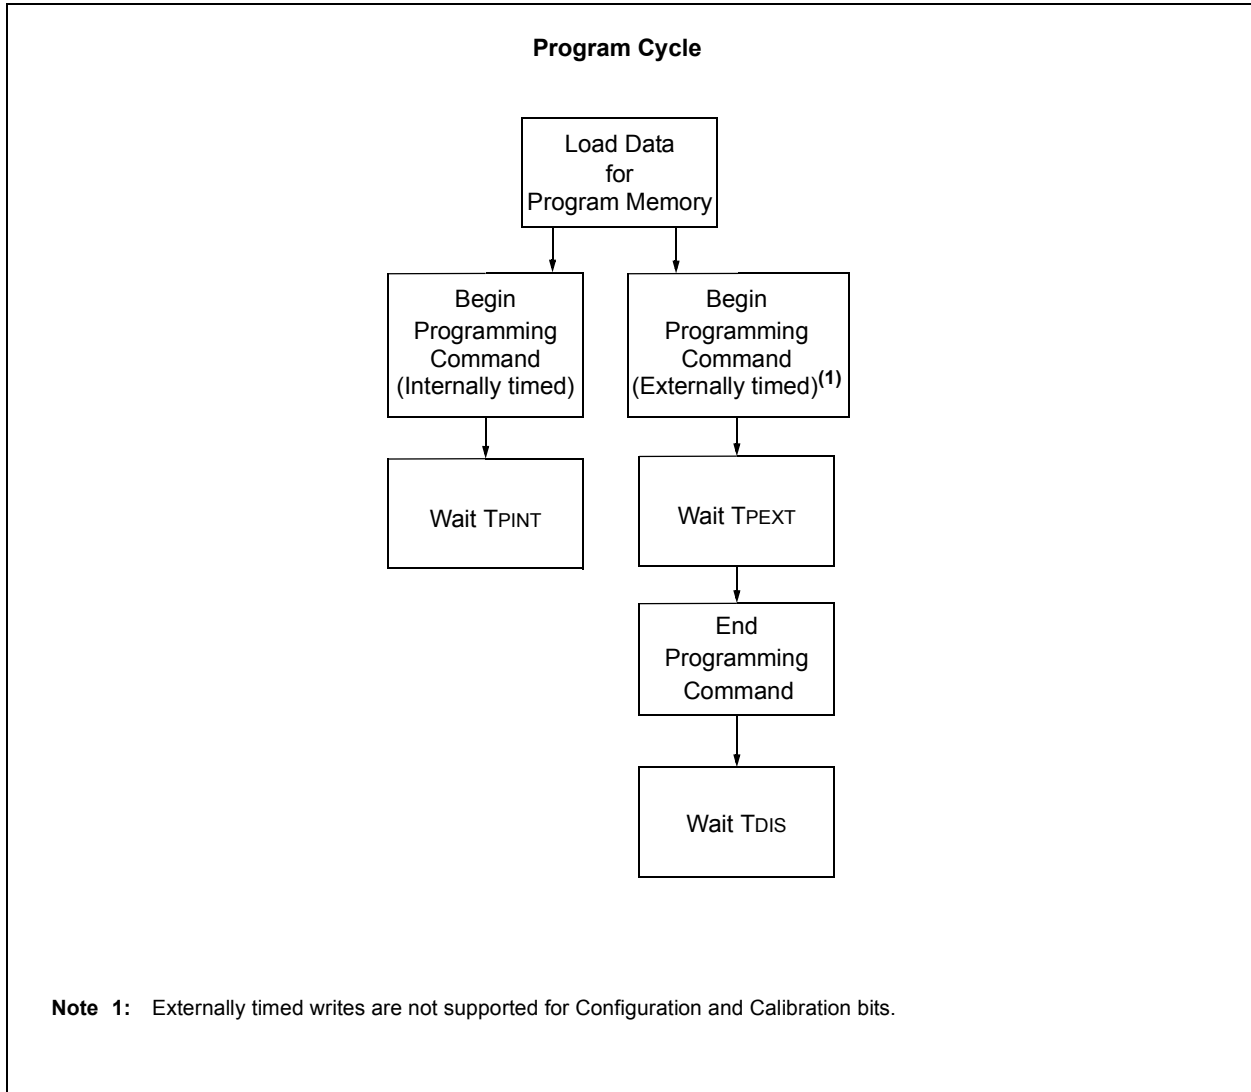 Program Cycle
Load Data
for
Program Memory
Begin
Programming
Command
(Internally timed)
Begin
Programming
Command
(Externally timed)(1)
Wait TPINT
Wait TPEXT
End
Programming
Command
Wait TDIS
Note 1: Externally timed writes are not supported for Configuration and Calibration bits.